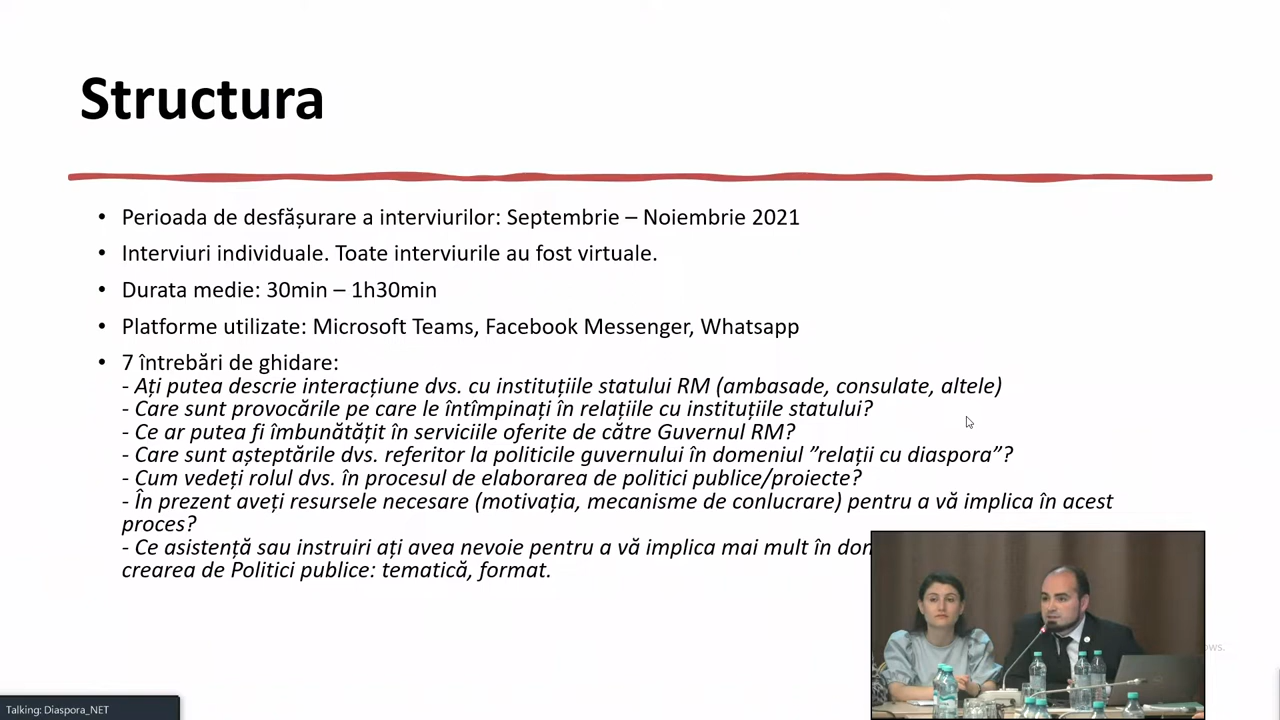 Structura
• Perioada de desfășurare a interviurilor: Septembrie – Noiembrie 2021
• Interviuri individuale. Toate interviurile au fost virtuale.
• Durata medie: 30min – 1h30min
• Platforme utilizate: Microsoft Teams, Facebook Messenger, Whatsapp
• 7 întrebări de ghidare:
- Ați putea descrie interacțiune dvs. cu instituțiile statului RM (ambasade, consulate, altele)
- Care sunt provocările pe care le întîmpinați în relațiile cu instituțiile statului?
- Ce ar putea fi îmbunătățit în serviciile oferite de către Guvernul RM?
- Care sunt așteptările dvs. referitor la politicile guvernului în domeniul ”relații cu diaspora”?
- Cum vedeți rolul dvs. în procesul de elaborarea de politici publice/proiecte?
- În prezent aveți resursele necesare (motivația, mecanisme de conlucrare) pentru a vă implica în acest
proces?
- Ce asistență sau instruiri ați avea nevoie pentru a vă implica mai mult în
crearea de Politici publice: tematică, format.
ows.
Talking: Diaspora_NET